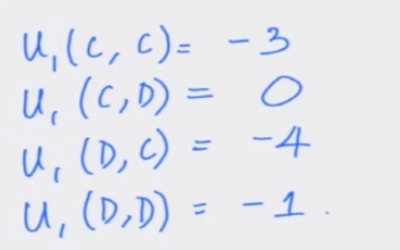 U₁(C, C) = -3
U₁ (C,D) = 0
U₁ (D,C) = -4
U₁ (D,D) = -1.